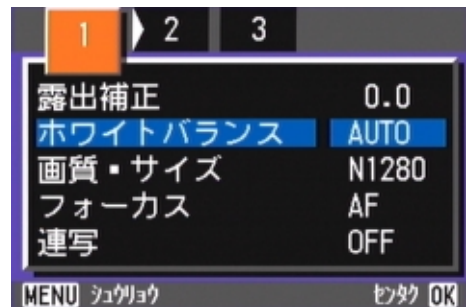 1 2 3
露出補正 0.0
ホワイトバランス AUTO
画質・サイズ N1280
フォーカス AF
連写 OFF
MENU ｼｭｳﾘｮｳ ｾﾝﾀｸ OK